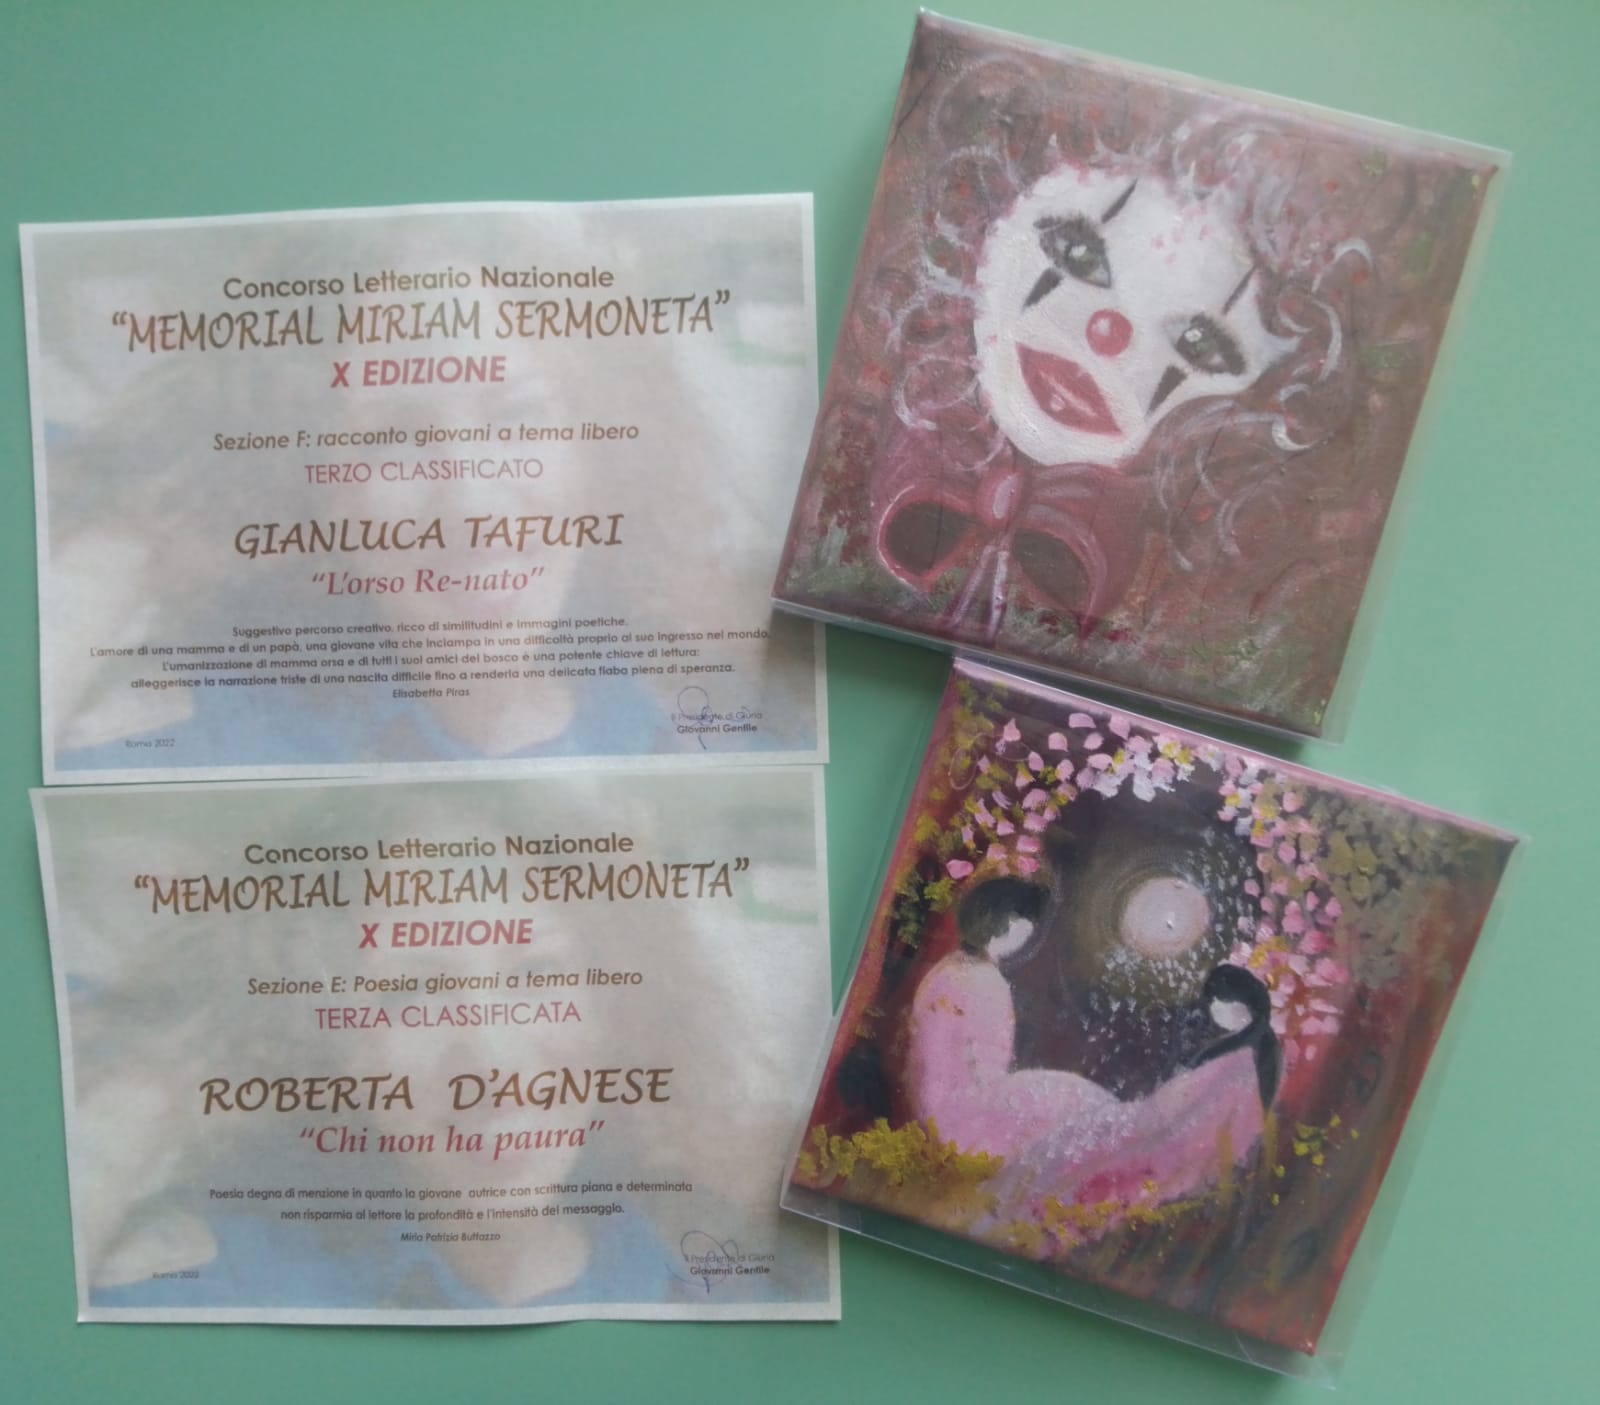 Concorso Letterario Nazionale
“MEMORIAL MIRIAM SERMONETA”
X EDIZIONE
Sezione F: racconto giovani a tema libero
TERZO CLASSIFICATO
GIANLUCA TAFURI
“L'orso Re-nato”
Suggestivo percorso creativo, ricco di similitudini e immagini poetiche.
L'amore di una mamma e di un papà, una giovane vita che inciampa in una difficoltà proprio al suo ingresso nel mondo.
L'umanizzazione di mamma orsa e di tutti i suoi amici del bosco è una potente chiave di lettura:
alleggerisce la narrazione triste di una nascita difficile fino a renderla una delicata fiaba piena di speranza.
Elisabetta Piras
Il Presidente di Giuria
Giovanni Gentile
Roma 2022
Concorso Letterario Nazionale
“MEMORIAL MIRIAM SERMONETA”
X EDIZIONE
Sezione E: Poesia giovani a tema libero
TERZA CLASSIFICATA
ROBERTA D'AGNESE
“Chi non ha paura”
Poesia degna di menzione in quanto la giovane autrice con scrittura piana e determinata
non risparmia al lettore la profondità e l'intensità del messaggio.
Miria Patrizia Buttazzo
Il Presidente di Giuria
Giovanni Gentile
Roma 2022